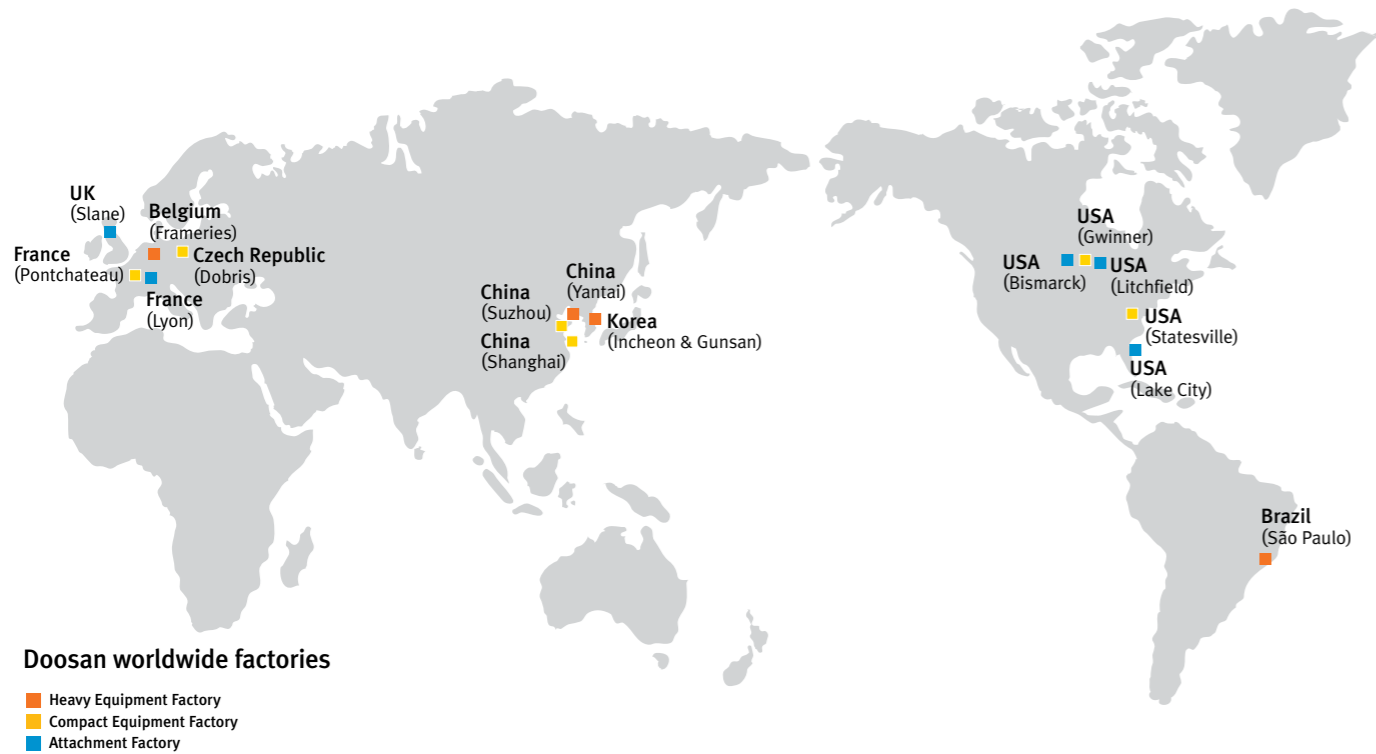 UK
(Slane)
Belgium
(Frameries)
France
(Pontchateau)
Czech Republic
(Dobris)
France
(Lyon)
China
(Yantai)
China
(Suzhou)
Korea
(Incheon & Gunsan)
China
(Shanghai)
USA
(Gwinner)
USA
(Bismarck)
USA
(Litchfield)
USA
(Statesville)
USA
(Lake City)
Brazil
(São Paulo)
Doosan worldwide factories
Heavy Equipment Factory
Compact Equipment Factory
Attachment Factory